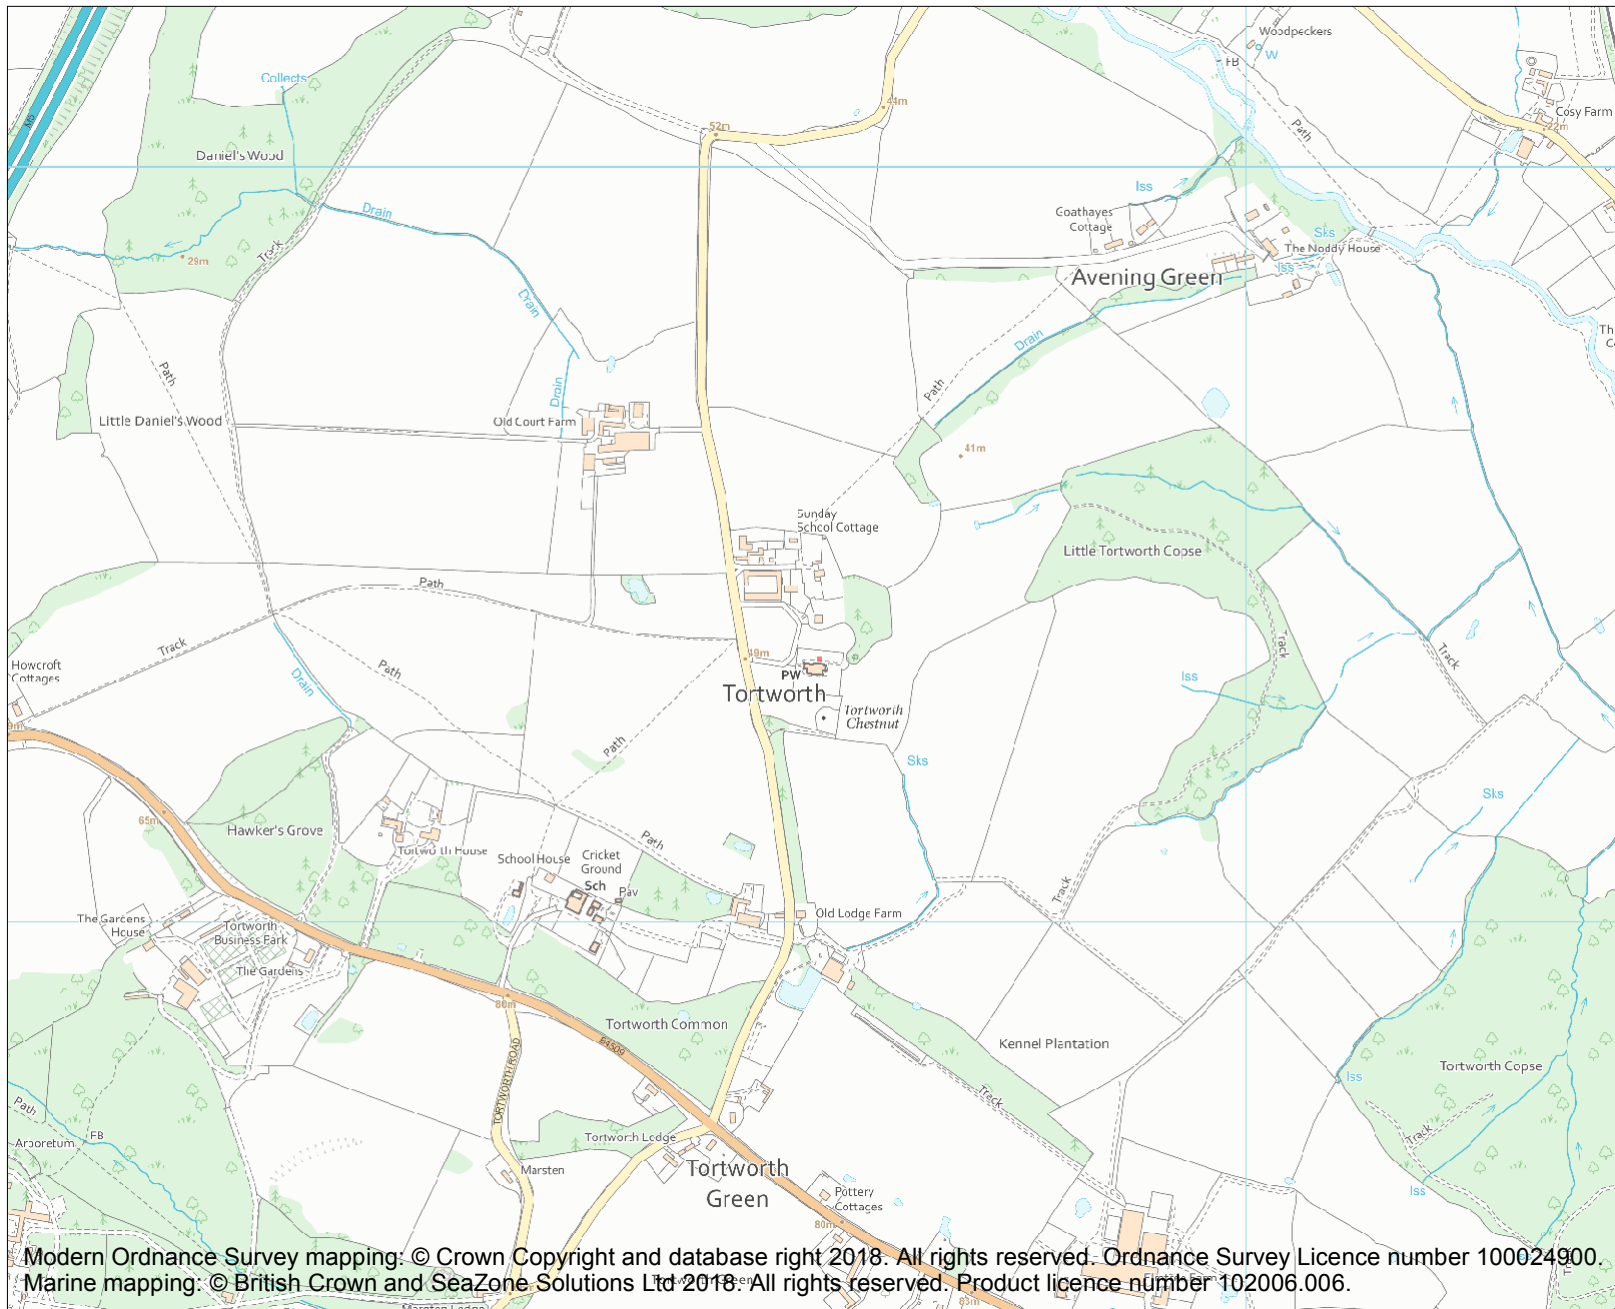 Woodpeckers
FB
W
Collects
M5
44m
52m
Path
Cosy Farm
22m
Daniel's Wood
Iss
Drain
Coathayes
Cottage
Sks
The Noddy House
Track
29m
Iss
Avening Green
Drain
Drain
Path
Path
Drain
Little Daniel's Wood
Old Court Farm
41m
Sunday
School Cottage
Little Tortworth Copse
Path
Track
Track
Track
49m
Howcroft
Cottages
Path
PW
Iss
Drain
Tortworth
Tortworth
Chestnut
Path
Sks
Sks
65m
Hawker's Grove
Path
Tortworth House
School House
Cricket
Ground
Sch
Pav
Track
The Gardens
House
Tortworth
Business Park
Old Lodge Farm
The Gardens
86m
Tortworth Common
B4509
Kennel Plantation
TORTWORTH ROAD
Tortworth Copse
Iss
Track
Path
FB
Arboretum
Track
Tortworth Lodge
Marsten
Tortworth
Green
Iss
Pottery
Cottages
80m
Modern Ordnance Survey mapping: © Crown Copyright and database right 2018. All rights reserved. Ordnance Survey Licence number 100024900.
Marine mapping: © British Crown and SeaZone Solutions Ltd 2018. All rights reserved. Product licence number 102006.006.
Tortworth Green
Marsten Lodge